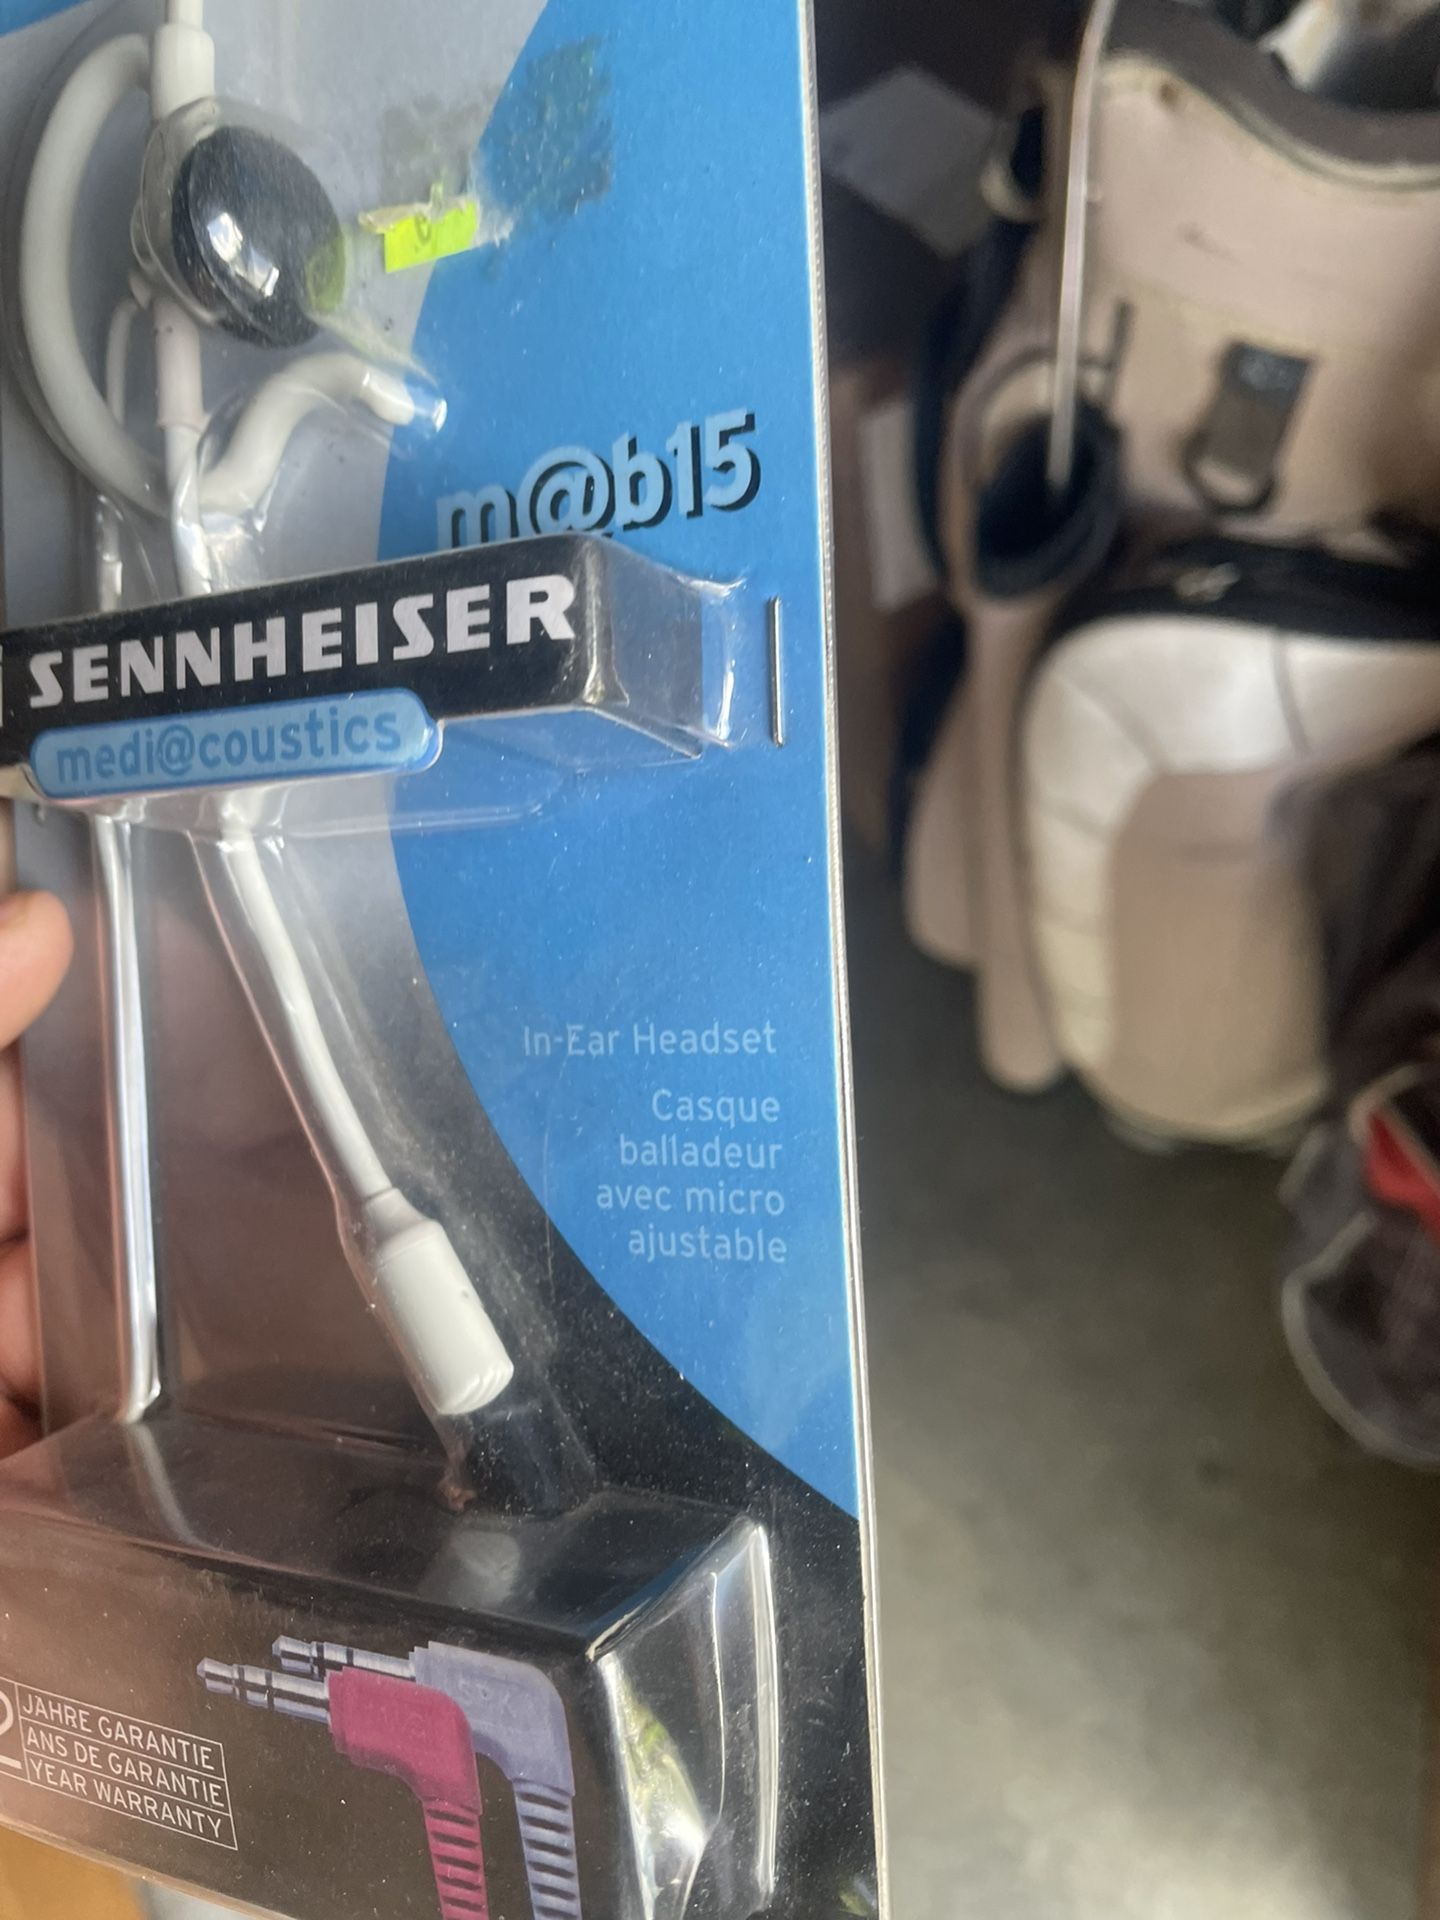 m@b15
SENNHEISER
medi@coustics
In-Ear Headset
Casque
balladeur
avec micro
ajustable
2
JAHRE GARANTIE
ANS DE GARANTIE
YEAR WARRANTY